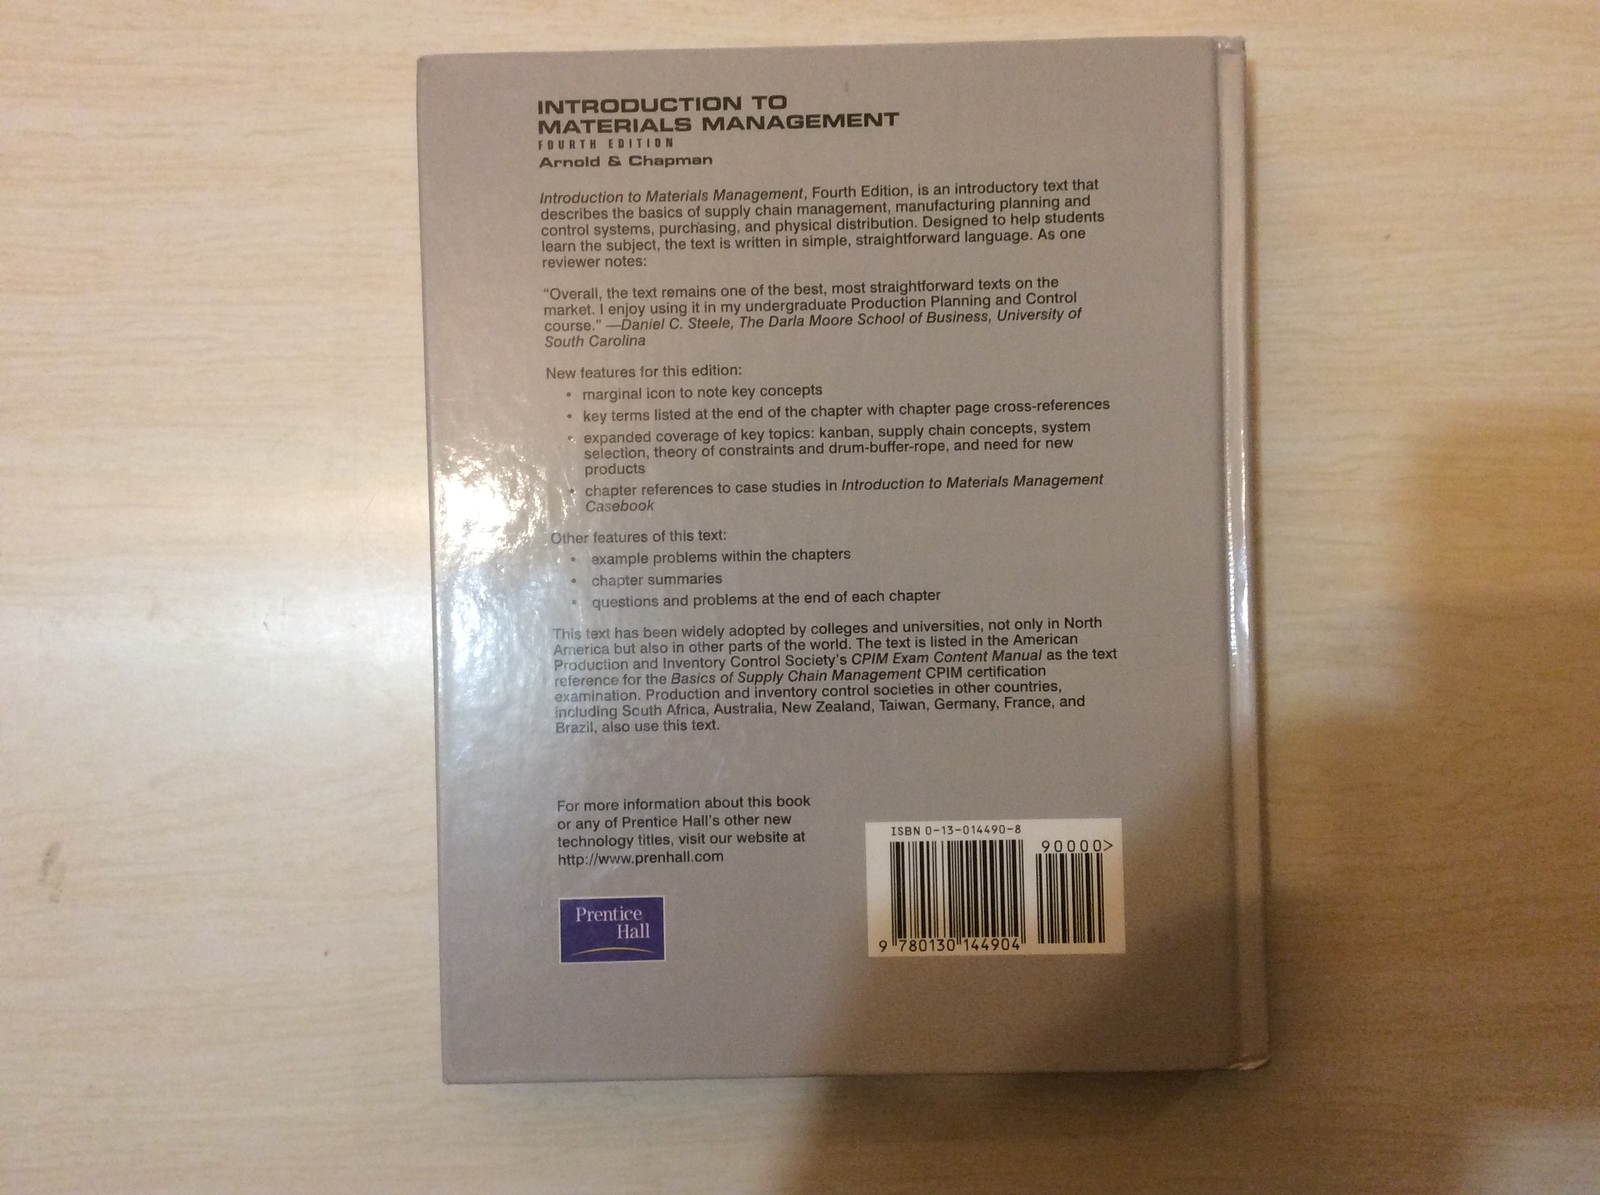 INTRODUCTION TO
MATERIALS MANAGEMENT
FOURTH EDITION
Arnold & Chapman
Introduction to Materials Management, Fourth Edition, is an introductory text that
describes the basics of supply chain management, manufacturing planning and
control systems, purchasing, and physical distribution. Designed to help students
learn the subject, the text is written in simple, straightforward language. As one
reviewer notes:
“Overall, the text remains one of the best, most straightforward texts on the
market. I enjoy using it in my undergraduate Production Planning and Control
course.” —Daniel C. Steele, The Darla Moore School of Business, University of
South Carolina
New features for this edition:
• marginal icon to note key concepts
• key terms listed at the end of the chapter with chapter page cross-references
• expanded coverage of key topics: kanban, supply chain concepts, system
selection, theory of constraints and drum-buffer-rope, and need for new
products
• chapter references to case studies in Introduction to Materials Management
Casebook
Other features of this text:
• example problems within the chapters
• chapter summaries
• questions and problems at the end of each chapter
This text has been widely adopted by colleges and universities, not only in North
America but also in other parts of the world. The text is listed in the American
Production and Inventory Control Society's CPIM Exam Content Manual as the text
reference for the Basics of Supply Chain Management CPIM certification
examination. Production and inventory control societies in other countries,
including South Africa, Australia, New Zealand, Taiwan, Germany, France, and
Brazil, also use this text.
For more information about this book
or any of Prentice Hall's other new
technology titles, visit our website at
http://www.prenhall.com
Prentice
Hall
ISBN 0-13-014490-8
90000>
9 780130 144904